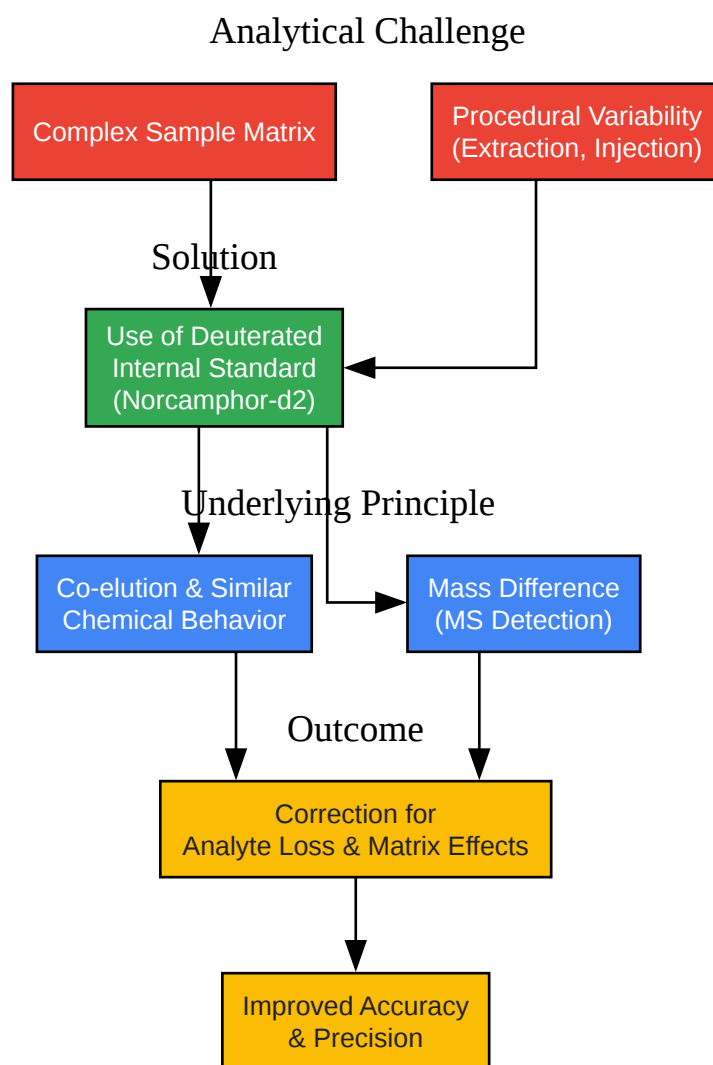 Analytical Challenge
Complex Sample Matrix
Procedural Variability
(Extraction, Injection)
Solution
Use of Deuterated
Internal Standard
(Norcamphor-d2)
Underlying Principle
Co-elution & Similar
Chemical Behavior
Mass Difference
(MS Detection)
Outcome
Correction for
Analyte Loss & Matrix Effects
Improved Accuracy
& Precision